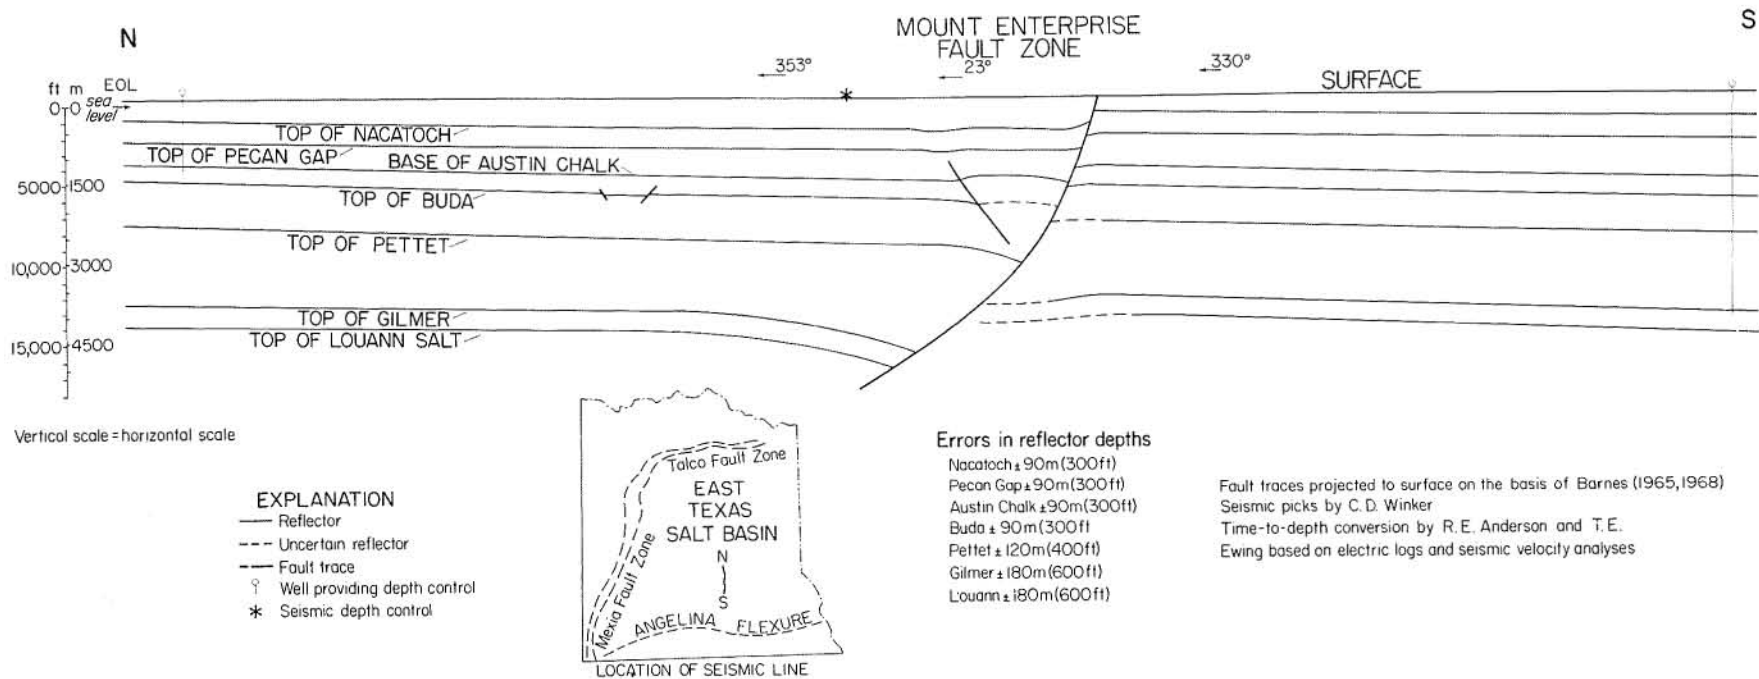 N
MOUNT ENTERPRISE
FAULT ZONE
S
353°
23°
330°
SURFACE
ft m EOL
0 0 sea
level
TOP OF NACATOCH
TOP OF PECAN GAP
BASE OF AUSTIN CHALK
5000 1500
TOP OF BUDA
TOP OF PETTET
10,000 3000
TOP OF GILMER
TOP OF LOUANN SALT
15,000 4500
Vertical scale = horizontal scale
EXPLANATION
Reflector
Uncertain reflector
Fault trace
Well providing depth control
* Seismic depth control
Talco Fault Zone
EAST
TEXAS
SALT BASIN
N
S
Mexia Fault Zone
ANGELINA FLEXURE
LOCATION OF SEISMIC LINE
Errors in reflector depths
Nacatoch ± 90m (300ft)
Pecan Gap ± 90m (300ft)
Austin Chalk ± 90m (300ft)
Buda ± 90m (300ft
Pettet ± 120m (400ft)
Gilmer ± 180m (600ft)
Louann ± 180m (600ft)
Fault traces projected to surface on the basis of Barnes (1965, 1968)
Seismic picks by C. D. Winker
Time-to-depth conversion by R. E. Anderson and T. E.
Ewing based on electric logs and seismic velocity analyses